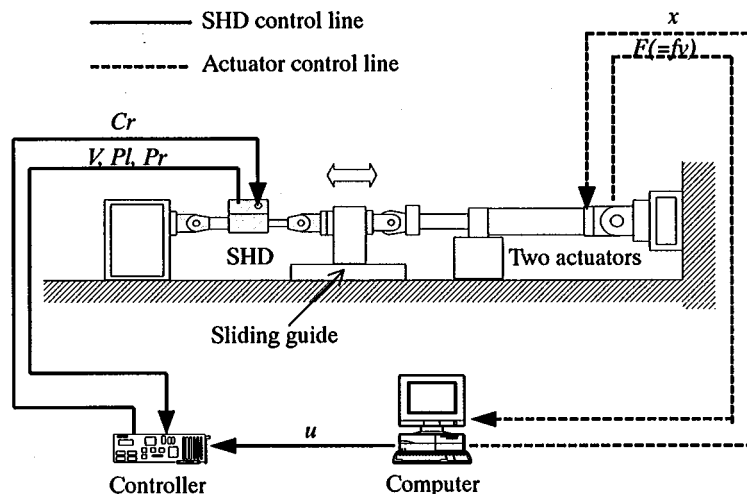 SHD control line
Actuator control line
x
F(=fv)
Cr
V, Pl, Pr
SHD
Two actuators
Sliding guide
u
Controller
Computer